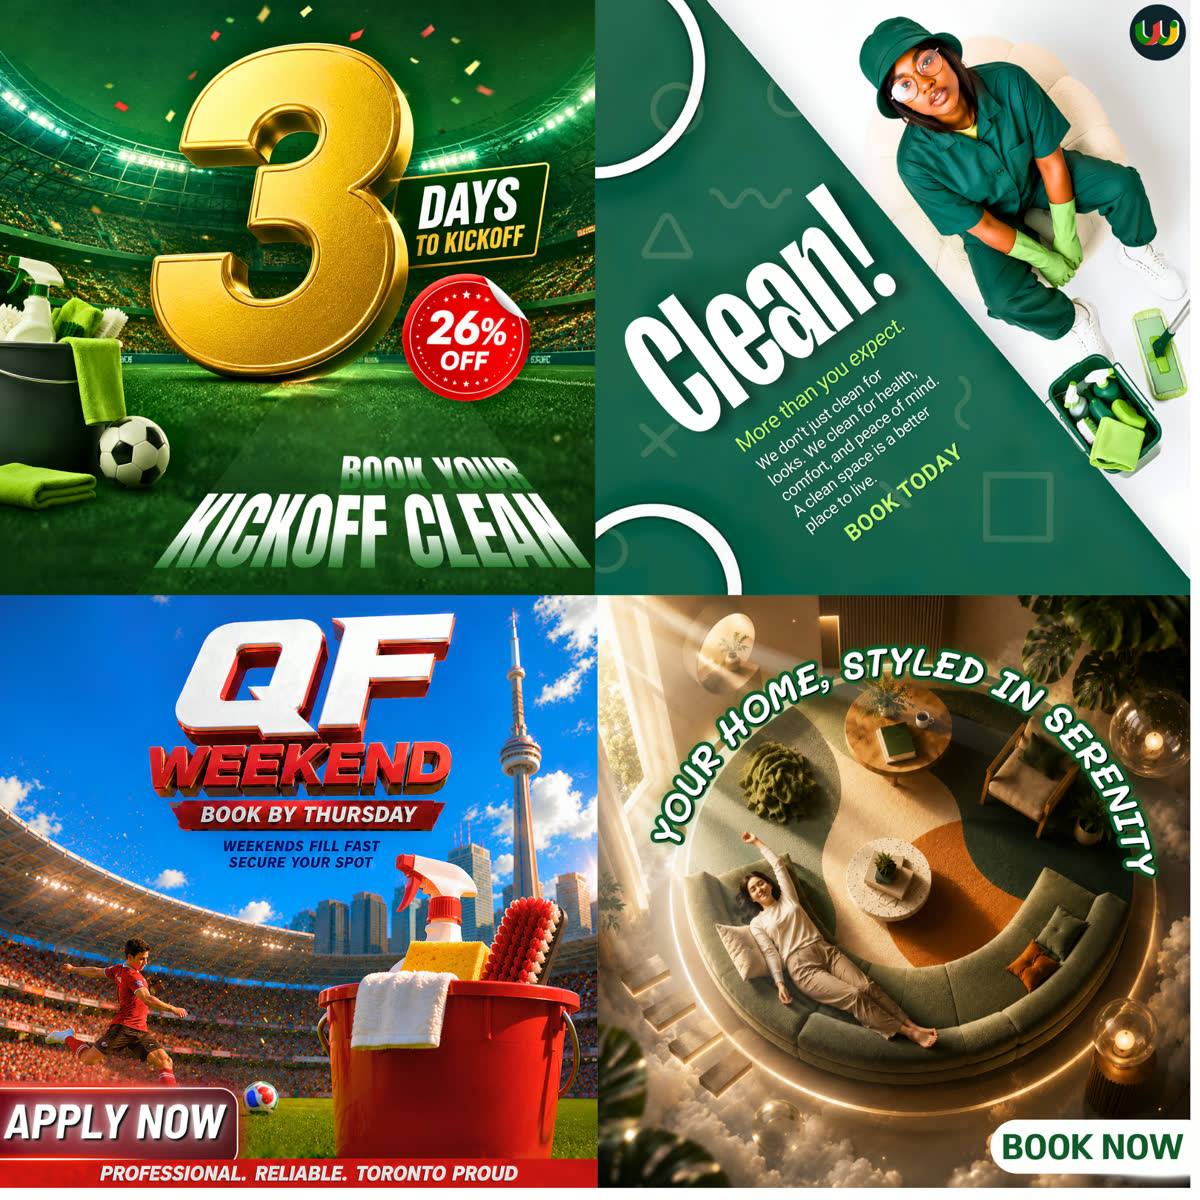 3
DAYS
TO KICKOFF
26%
OFF
BOOK YOUR
KICKOFF CLEAN
Clean!
More than you expect.
We don't just clean for
looks. We clean for health,
comfort, and peace of mind.
A clean space is a better
place to live.
BOOK TODAY
QF
WEEKEND
BOOK BY THURSDAY
WEEKENDS FILL FAST
SECURE YOUR SPOT
APPLY NOW
PROFESSIONAL. RELIABLE. TORONTO PROUD
YOUR HOME, STYLED IN SERENITY
BOOK NOW